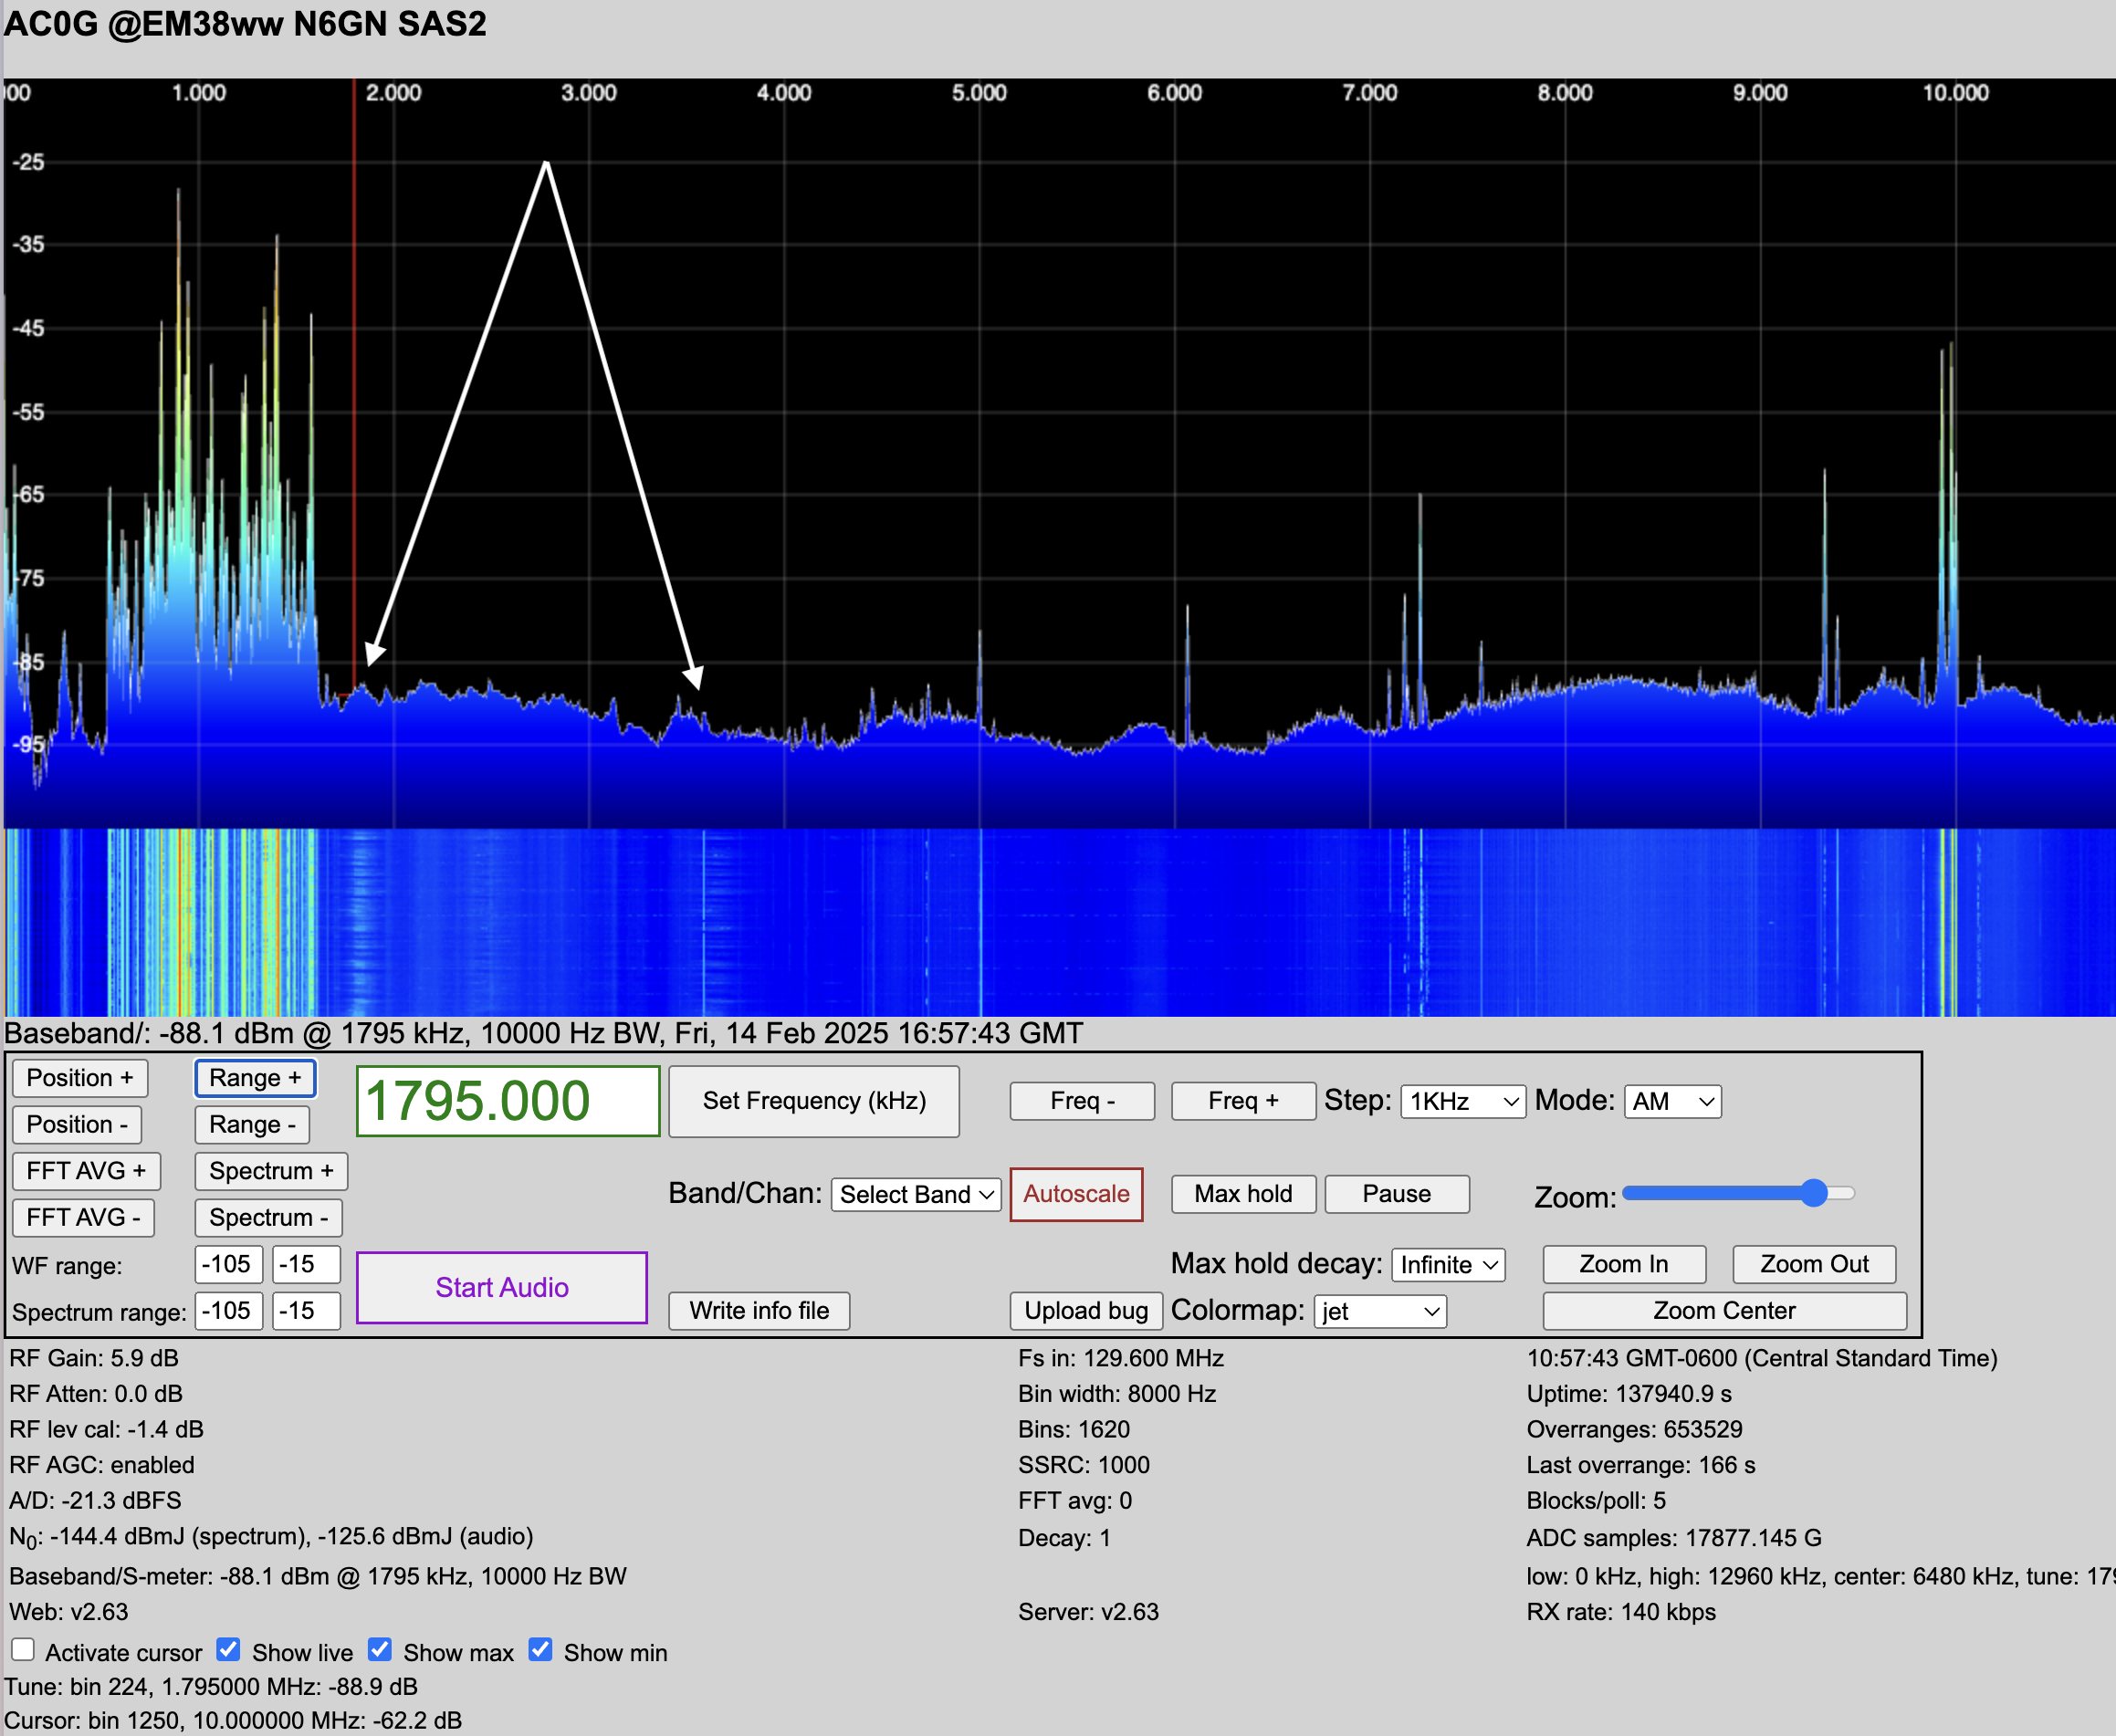 AC0G @EM38ww N6GN SAS2
000 1.000 2.000 3.000 4.000 5.000 6.000 7.000 8.000 9.000 10.000
-25
-35
-45
-55
-65
-75
-85
-95
Baseband/: -88.1 dBm @ 1795 kHz, 10000 Hz BW, Fri, 14 Feb 2025 16:57:43 GMT
Position + Range + 1795.000 Set Frequency (kHz) Freq - Freq + Step: 1KHz Mode: AM
Position - Range -
FFT AVG + Spectrum + Band/Chan: Select Band Autoscale Max hold Pause Zoom:
FFT AVG - Spectrum -
WF range: -105 -15 Start Audio Max hold decay: Infinite Zoom In Zoom Out
Spectrum range: -105 -15 Write info file Upload bug Colormap: jet Zoom Center
RF Gain: 5.9 dB Fs in: 129.600 MHz 10:57:43 GMT-0600 (Central Standard Time)
RF Atten: 0.0 dB Bin width: 8000 Hz Uptime: 137940.9 s
RF lev cal: -1.4 dB Bins: 1620 Overranges: 653529
RF AGC: enabled SSRC: 1000 Last overrange: 166 s
A/D: -21.3 dBFS FFT avg: 0 Blocks/poll: 5
N0: -144.4 dBmJ (spectrum), -125.6 dBmJ (audio) Decay: 1 ADC samples: 17877.145 G
Baseband/S-meter: -88.1 dBm @ 1795 kHz, 10000 Hz BW low: 0 kHz, high: 12960 kHz, center: 6480 kHz, tune: 179
Web: v2.63 Server: v2.63 RX rate: 140 kbps
Activate cursor Show live Show max Show min
Tune: bin 224, 1.795000 MHz: -88.9 dB
Cursor: bin 1250, 10.000000 MHz: -62.2 dB